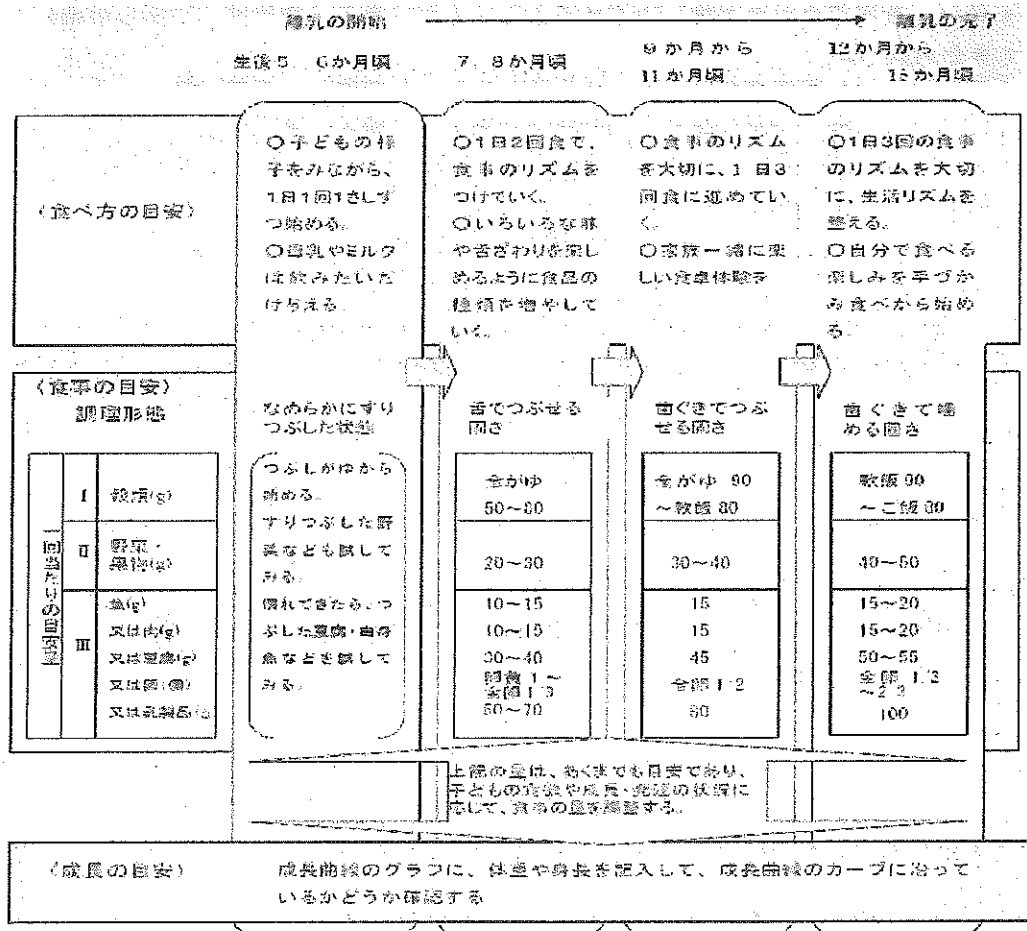 離乳の開始 離乳の完了
生後5、6か月頃 7、8か月頃 9か月から 12か月から
11か月頃 15か月頃
〈食べ方の目安〉
〇子どもの様
子をみながら、
1日1回1さじず
つ始める。
〇母乳やミルク
は飲みたいだ
け与える。
〇1日2回食で、
食事のリズムを
つけていく。
〇いろいろな味
や舌ざわりを楽し
めるように食品の
種類を増やして
いく。
〇食事のリズム
を大切に、1日3
回食に進めてい
く。
〇家族一緒に楽
しい食卓体験を
〇1日3回の食事
のリズムを大切
に、生活リズムを
整える。
〇自分で食べる
楽しみを手づか
み食べから始め
る。
〈食事の目安〉
調理形態
なめらかにすり
つぶした状態
舌でつぶせる
固さ
歯ぐきでつぶ
せる固さ
歯ぐきで噛
める固さ
一回当たりの目安量
Ⅰ 穀類(g)
Ⅱ 野菜・
果物(g)
Ⅲ 魚(g)
又は肉(g)
又は豆腐(g)
又は卵(個)
又は乳製品(g)
つぶしがゆから
始める。
すりつぶした野
菜なども試して
みる。
慣れてきたら、つ
ぶした豆腐・白身
魚などを試して
みる。
全がゆ
50～80
20～30
10～15
10～15
30～40
卵黄1～
全卵1/3
50～70
全がゆ 90
～軟飯80
30～40
15
15
45
全卵1/2
80
軟飯90
～ご飯80
40～50
15～20
15～20
50～55
全卵1/2
～2/3
100
上記の量は、あくまでも目安であり、
子どもの食欲や成長・発達の状況に
応じて、食事の量を調整する。
〈成長の目安〉
成長曲線のグラフに、体重や身長を記入して、成長曲線のカーブに沿って
いるかどうか確認する